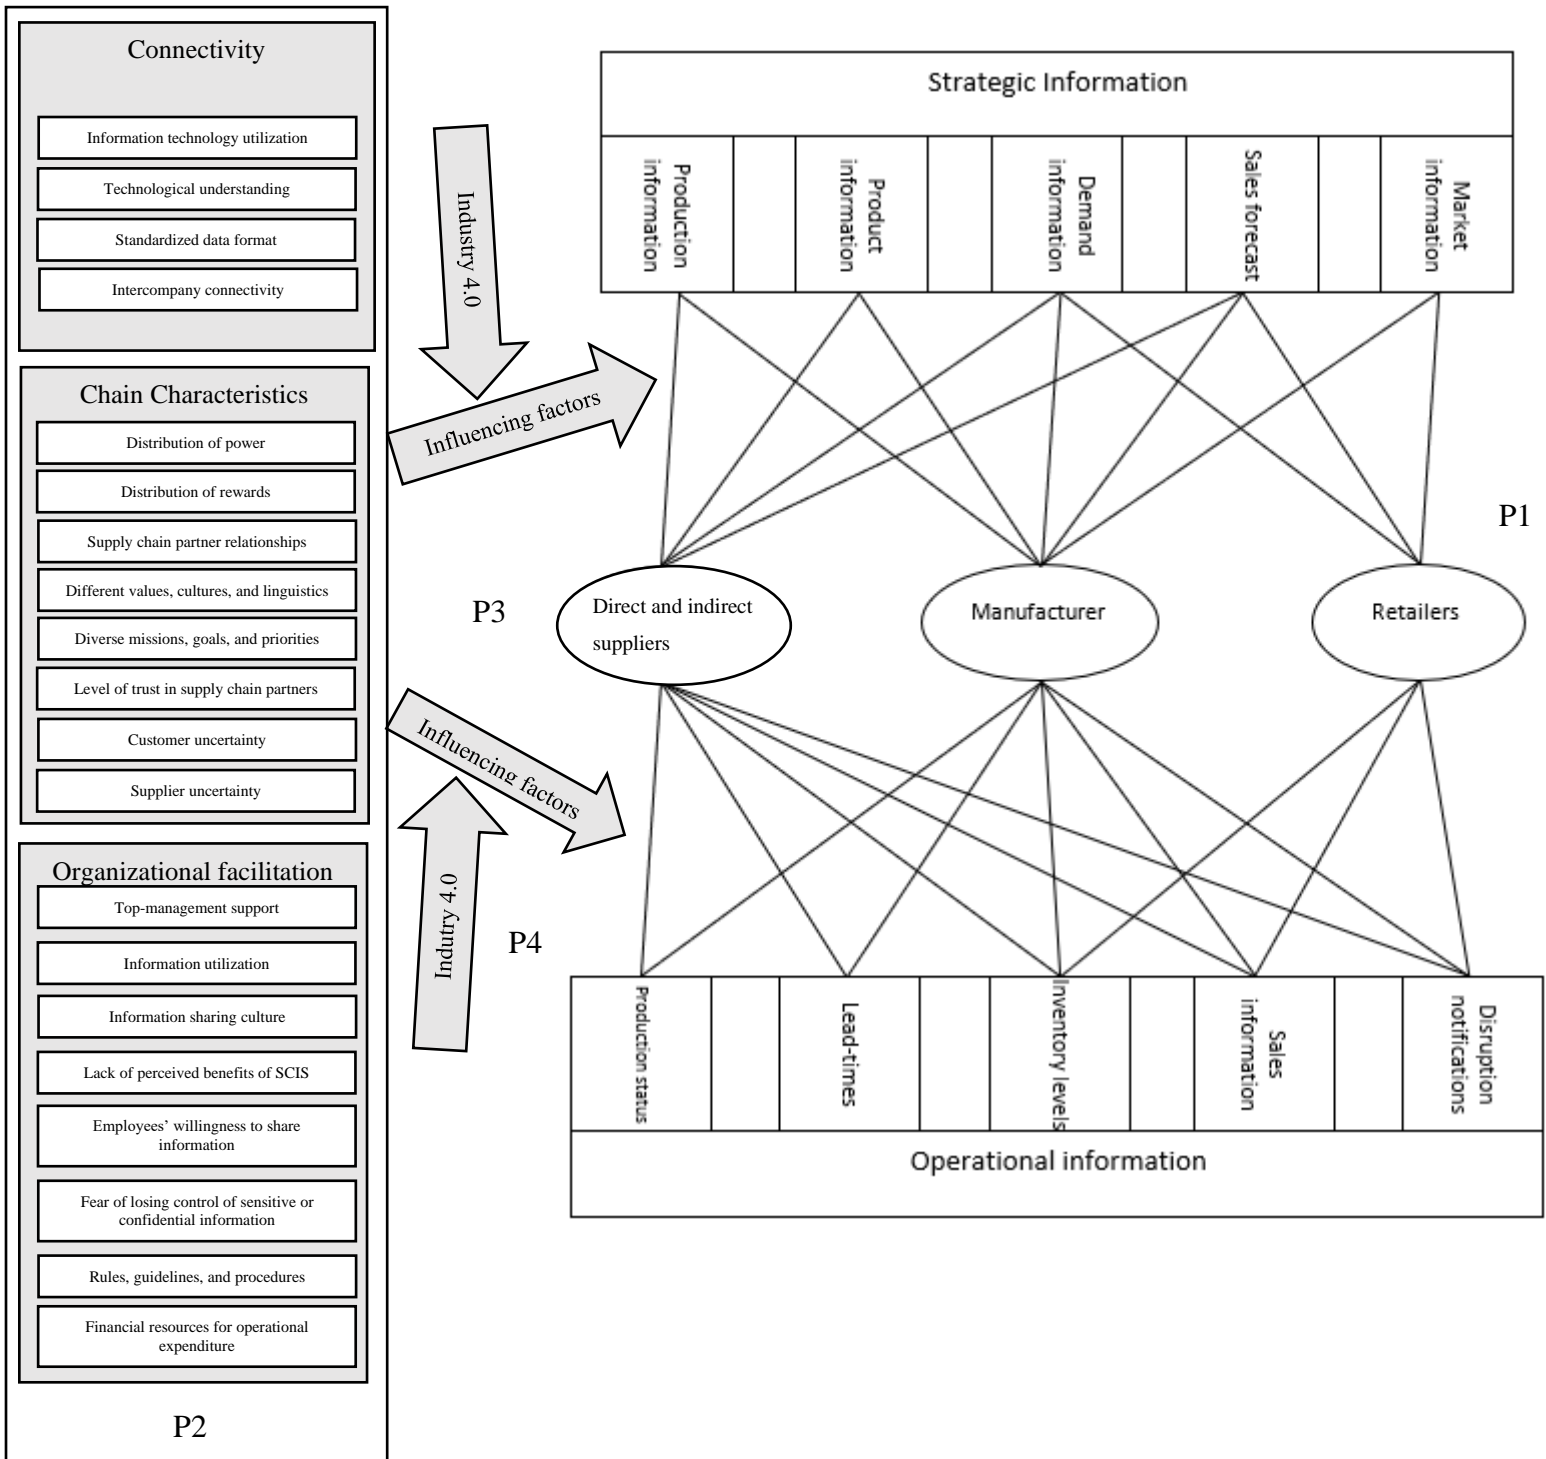 Connectivity
Information technology utilization
Technological understanding
Standardized data format
Intercompany connectivity
Chain Characteristics
Distribution of power
Distribution of rewards
Supply chain partner relationships
Different values, cultures, and linguistics
Diverse missions, goals, and priorities
Level of trust in supply chain partners
Customer uncertainty
Supplier uncertainty
Organizational facilitation
Top-management support
Information utilization
Information sharing culture
Lack of perceived benefits of SCIS
Employees’ willingness to share
information
Fear of losing control of sensitive or
confidential information
Rules, guidelines, and procedures
Financial resources for operational
expenditure
P2
Industry 4.0
Influencing factors
Influencing factors
Industry 4.0
P3
P4
Strategic Information
Production
information
Product
information
Demand
information
Sales forecast
Market
information
P1
Direct and indirect
suppliers
Manufacturer
Retailers
Production status
Lead-times
Inventory levels
Sales
information
Disruption
notifications
Operational information